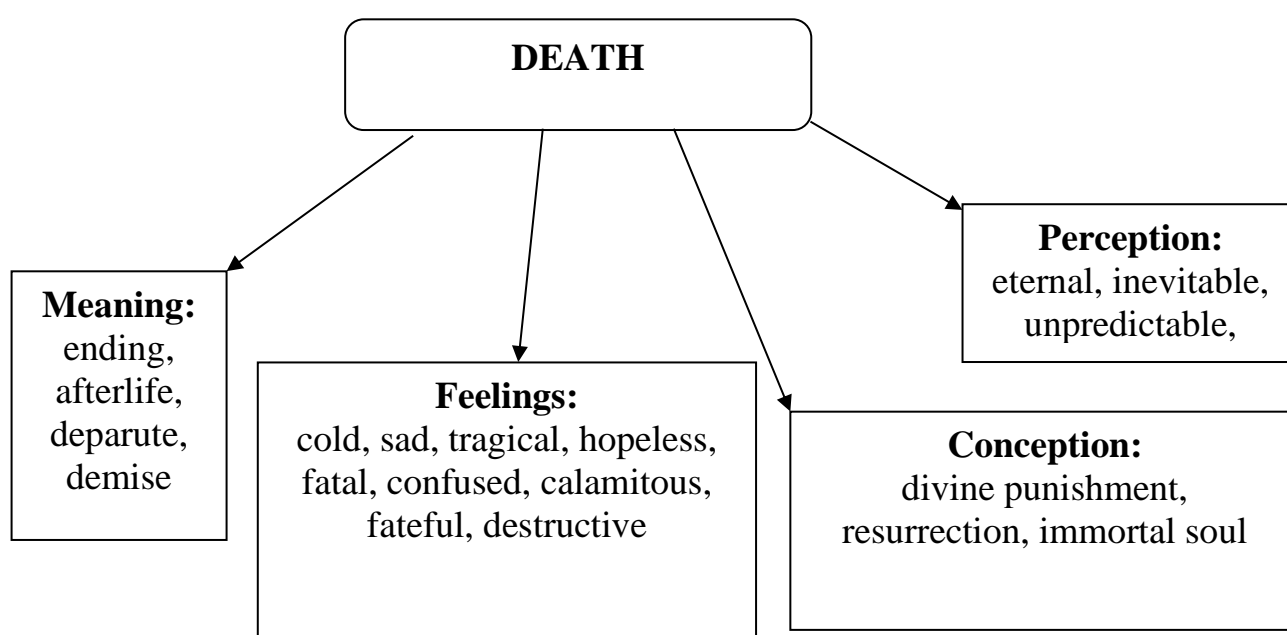 DEATH
Meaning:
ending,
afterlife,
deparute,
demise
Feelings:
cold, sad, tragical, hopeless,
fatal, confused, calamitous,
fateful, destructive
Conception:
divine punishment,
resurrection, immortal soul
Perception:
eternal, inevitable,
unpredictable,